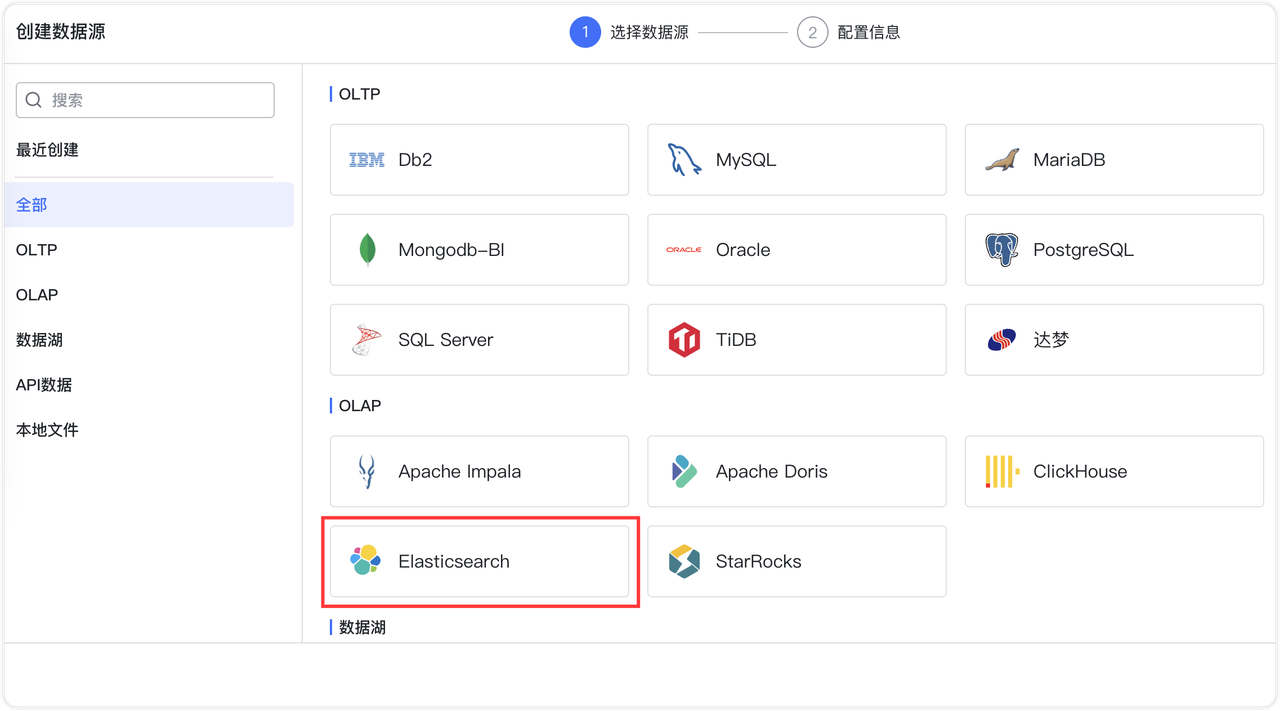 创建数据源
1 选择数据源 2 配置信息
搜索
最近创建
全部
OLTP
OLAP
数据湖
API数据
本地文件
OLTP
IBM Db2
MySQL
MariaDB
Mongodb-BI
ORACLE Oracle
PostgreSQL
SQL Server
TiDB
达梦
OLAP
Apache Impala
Apache Doris
ClickHouse
Elasticsearch
StarRocks
数据湖